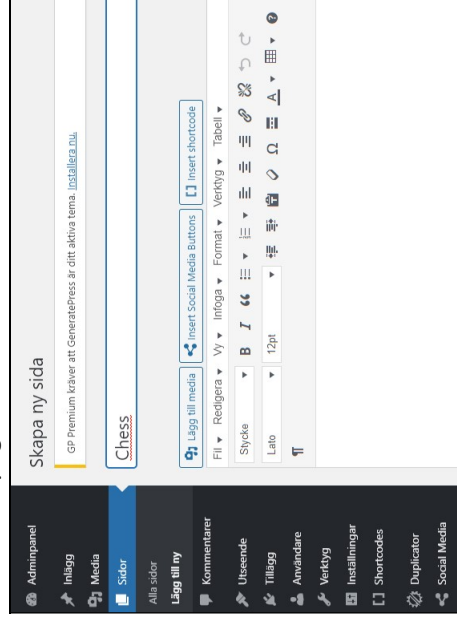 Adminpanel
Inlägg
Media
Sidor
Alla sidor
Lägg till ny
Kommentarer
Utseende
Tillägg
Användare
Verktyg
Inställningar
Shortcodes
Duplicator
Social Media
Skapa ny sida
GP Premium kräver att GeneratePress är ditt aktiva tema. Installera nu.
Chess
Lägg till media Insert Social Media Buttons [ ] Insert shortcode
Fil Redigera Vy Infoga Format Verktyg Tabell
Stycke B I
Lato 12pt Ω A
¶